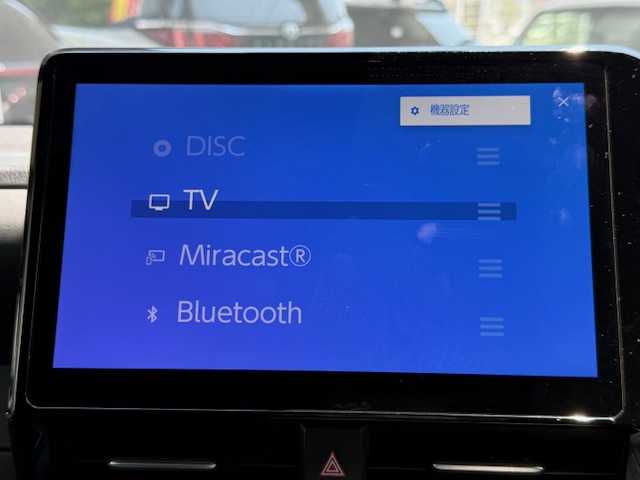 機器設定
DISC
TV
Miracast®
Bluetooth